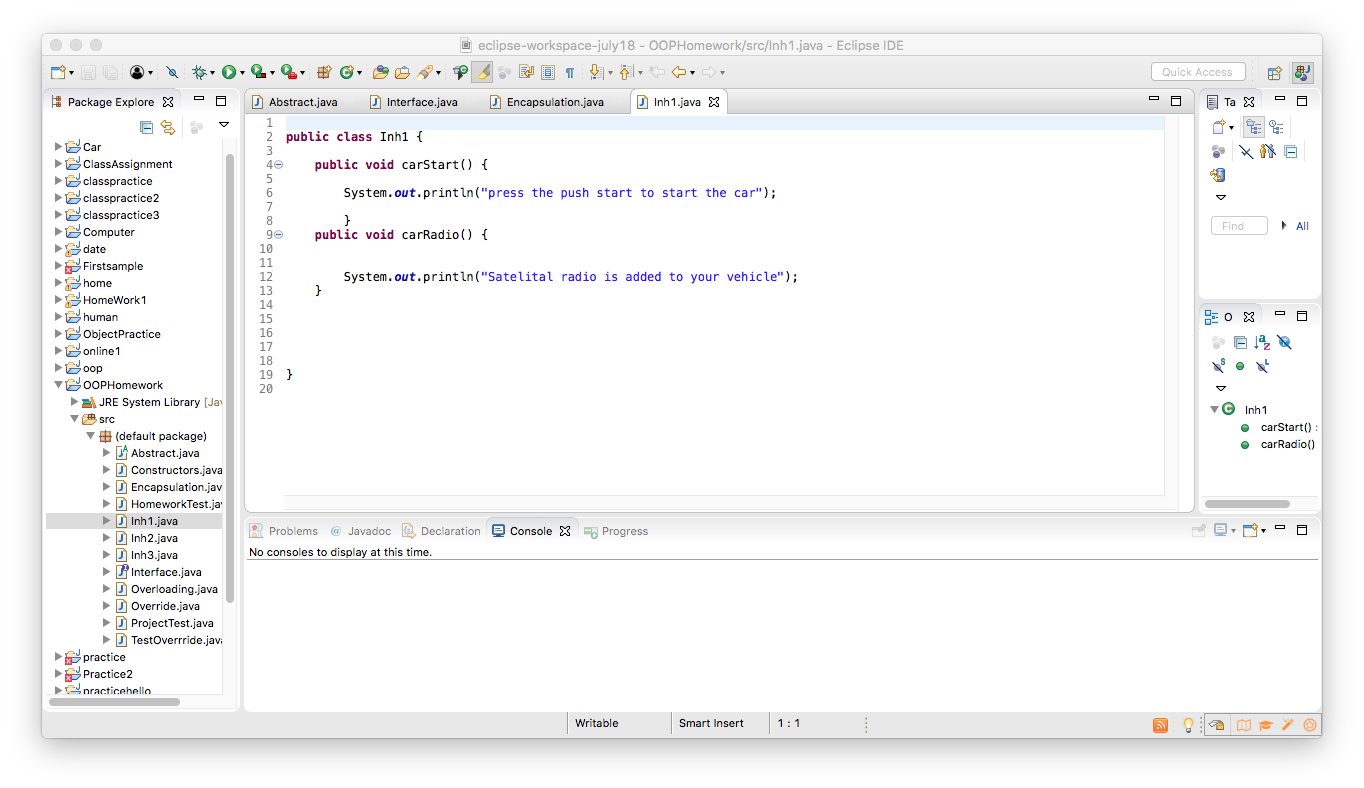 eclipse-workspace-july18 - OOPHomework/src/Inh1.java - Eclipse IDE
Quick Access
Package Explorer
Car
ClassAssignment
classpractice
classpractice2
classpractice3
Computer
date
Firstsample
home
HomeWork1
human
ObjectPractice
online1
oop
OOPHomework
JRE System Library [Jav
src
(default package)
Abstract.java
Constructors.java
Encapsulation.jav
HomeworkTest.jav
Inh1.java
Inh2.java
Inh3.java
Interface.java
Overloading.java
Override.java
ProjectTest.java
TestOverrride.java
practice
Practice2
practicehello
Abstract.java Interface.java Encapsulation.java Inh1.java
1
2 public class Inh1 {
3
4 public void carStart() {
5
6 System.out.println("press the push start to start the car");
7
8 }
9 public void carRadio() {
10
11
12 System.out.println("Satelital radio is added to your vehicle");
13 }
14
15
16
17
18
19 }
20
Problems @ Javadoc Declaration Console Progress
No consoles to display at this time.
Ta
Find All
O
Inh1
carStart() :
carRadio()
Writable Smart Insert 1 : 1